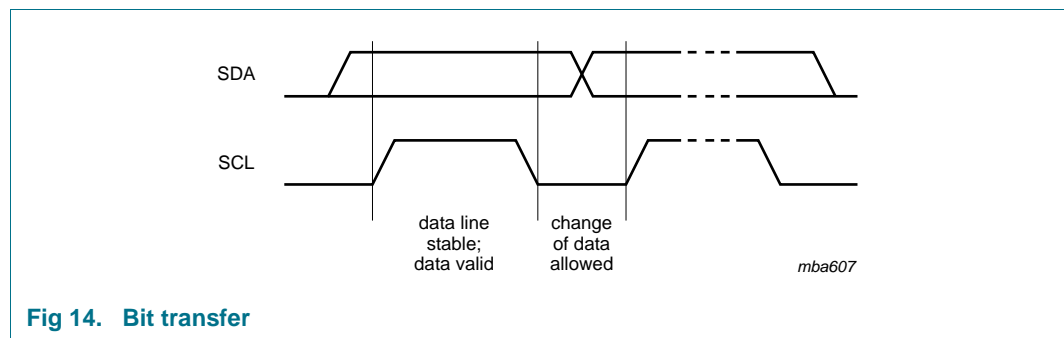 SDA
SCL
data line
stable;
data valid
change
of data
allowed
mba607
Fig 14. Bit transfer